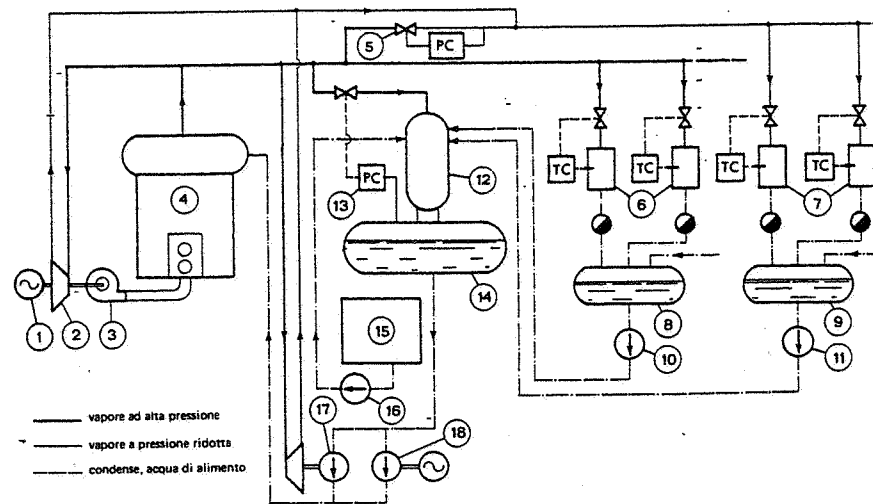 5
PC
4
12
PC
13
TC
TC
TC
TC
6
7
14
8
9
1
2
3
15
10
11
16
17
18
vapore ad alta pressione
vapore a pressione ridotta
condense, acqua di alimento